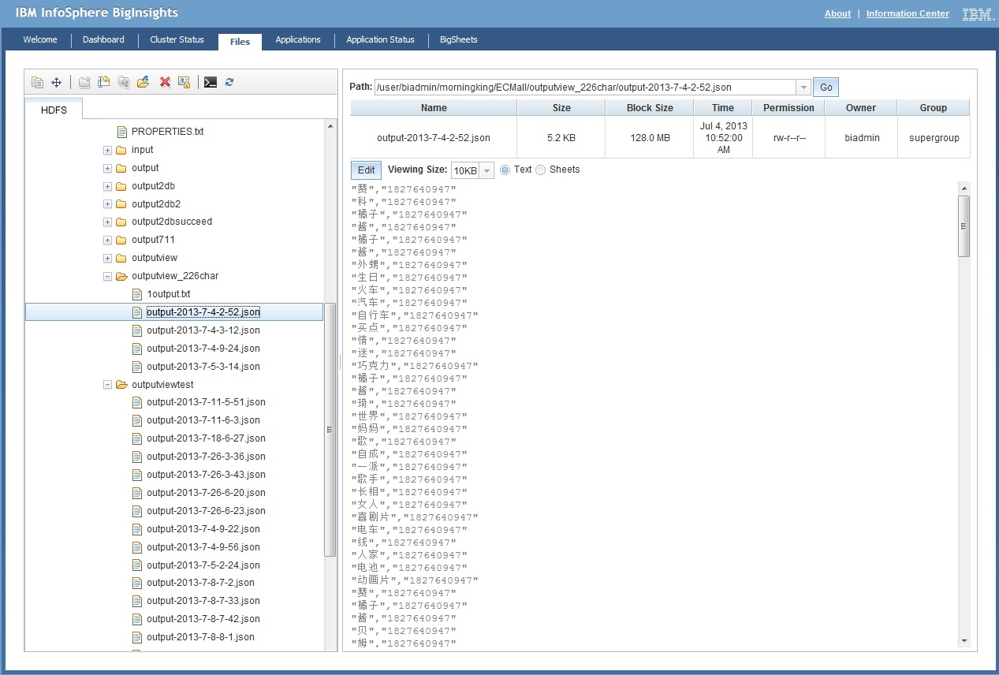 IBM InfoSphere BigInsights
About | Information Center
IBM.
Welcome Dashboard Cluster Status Files Applications Application Status BigSheets
HDFS
PROPERTIES.txt
input
output
output2db
output2db2
output2dbsucceed
output711
outputview
outputview_226char
1output.txt
output-2013-7-4-2-52.json
output-2013-7-4-3-12.json
output-2013-7-4-9-24.json
output-2013-7-5-3-14.json
outputviewtest
output-2013-7-11-5-51.json
output-2013-7-11-6-3.json
output-2013-7-18-6-27.json
output-2013-7-26-3-36.json
output-2013-7-26-3-43.json
output-2013-7-26-6-20.json
output-2013-7-26-6-23.json
output-2013-7-4-9-22.json
output-2013-7-4-9-56.json
output-2013-7-5-2-24.json
output-2013-7-8-7-2.json
output-2013-7-8-7-33.json
output-2013-7-8-7-42.json
output-2013-7-8-8-1.json
Path: /user/biadmin/morningking/ECMall/outputview_226char/output-2013-7-4-2-52.json Go
Name Size Block Size Time Permission Owner Group
output-2013-7-4-2-52.json 5.2 KB 128.0 MB Jul 4, 2013 10:52:00 AM rw-r--r-- biadmin supergroup
Edit Viewing Size: 10KB Text Sheets
"赞","1827640947"
"科","1827640947"
"橘子","1827640947"
"酱","1827640947"
"橘子","1827640947"
"酱","1827640947"
"外甥","1827640947"
"生日","1827640947"
"火车","1827640947"
"汽车","1827640947"
"自行车","1827640947"
"买点","1827640947"
"情","1827640947"
"迷","1827640947"
"巧克力","1827640947"
"橘子","1827640947"
"酱","1827640947"
"琦","1827640947"
"世界","1827640947"
"妈妈","1827640947"
"歌","1827640947"
"自成","1827640947"
"一派","1827640947"
"歌手","1827640947"
"长相","1827640947"
"女人","1827640947"
"喜剧片","1827640947"
"电车","1827640947"
"线","1827640947"
"人家","1827640947"
"电池","1827640947"
"动画片","1827640947"
"赞","1827640947"
"橘子","1827640947"
"酱","1827640947"
"贝","1827640947"
"姆","1827640947"